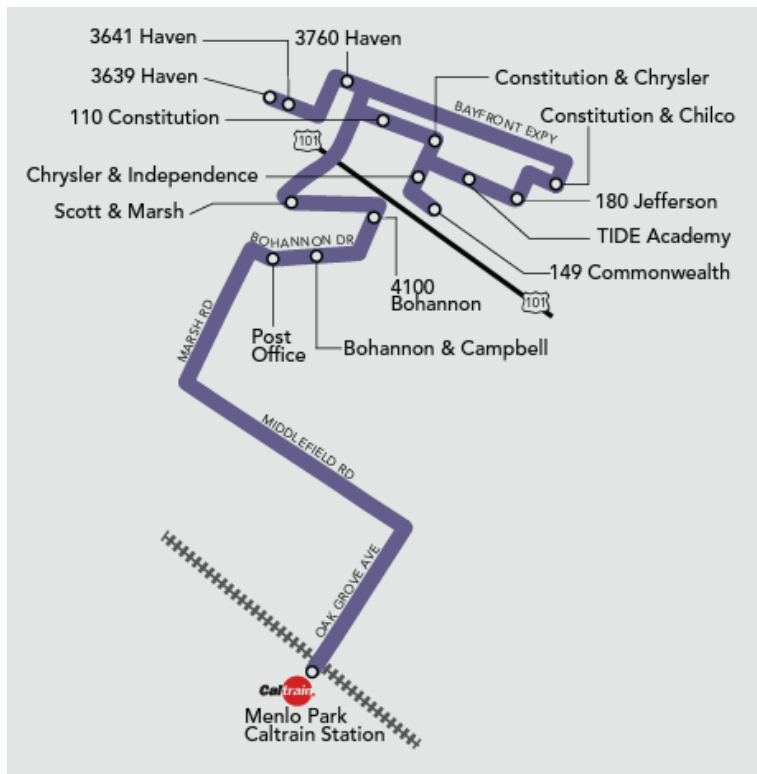 3641 Haven
3760 Haven
3639 Haven
Constitution & Chrysler
BAYFRONT EXPY
110 Constitution
Constitution & Chilco
101
Chrysler & Independence
180 Jefferson
Scott & Marsh
TIDE Academy
BOHANNON DR
149 Commonwealth
4100
Bohannon
101
MARSH RD
Post
Office
Bohannon & Campbell
MIDDLEFIELD RD
OAK GROVE AVE
Caltrain
Menlo Park
Caltrain Station